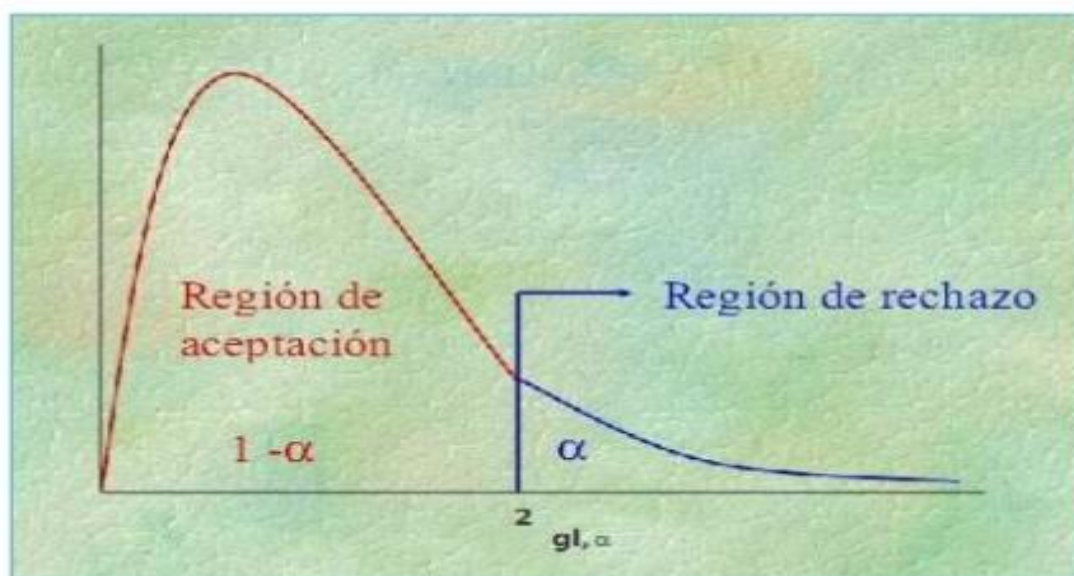 Región de
aceptación
Región de rechazo
1 -α
α
2
gl, α